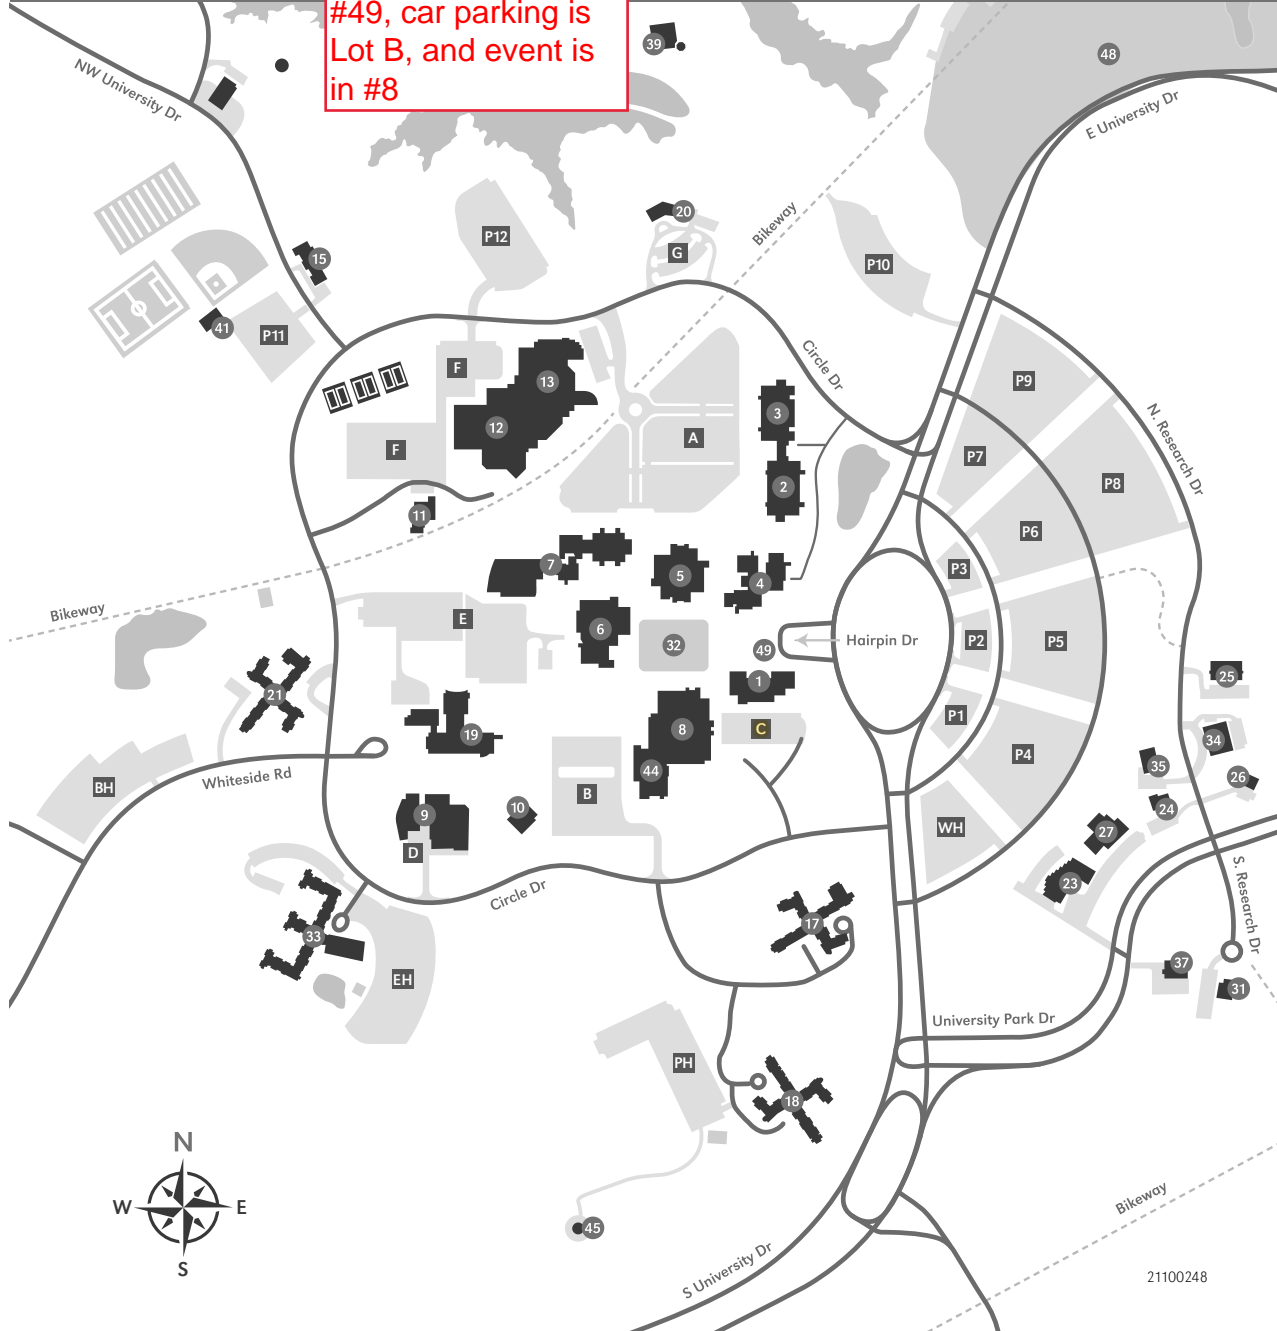 #49, car parking is
Lot B, and event is
in #8
39
48
NW University Dr
E University Dr
20
P12
Bikeway
G
15
P10
41
P11
Circle Dr
F
13
P9
3
12
A
N. Research Dr
F
P7
2
P8
11
P6
7
5
4
P3
Bikeway
E
6
32
49
Hairpin Dr
P2
P5
21
1
25
19
8
C
P1
34
Whiteside Rd
44
P4
35
BH
B
26
9
10
24
WH
27
D
23
Circle Dr
S. Research Dr
33
17
37
EH
31
University Park Dr
PH
18
N
W
E
S
Bikeway
45
S University Dr
21100248